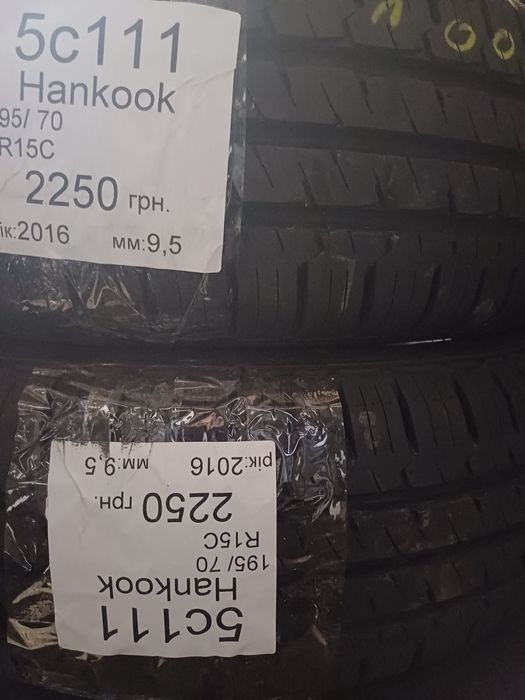 5c111
Hankook
95/ 70
R15C
2250 грн.
ік:2016 мм:9,5
100
5c111
Hankook
195/ 70
R15C
2250 грн.
рік:2016 мм:9,5